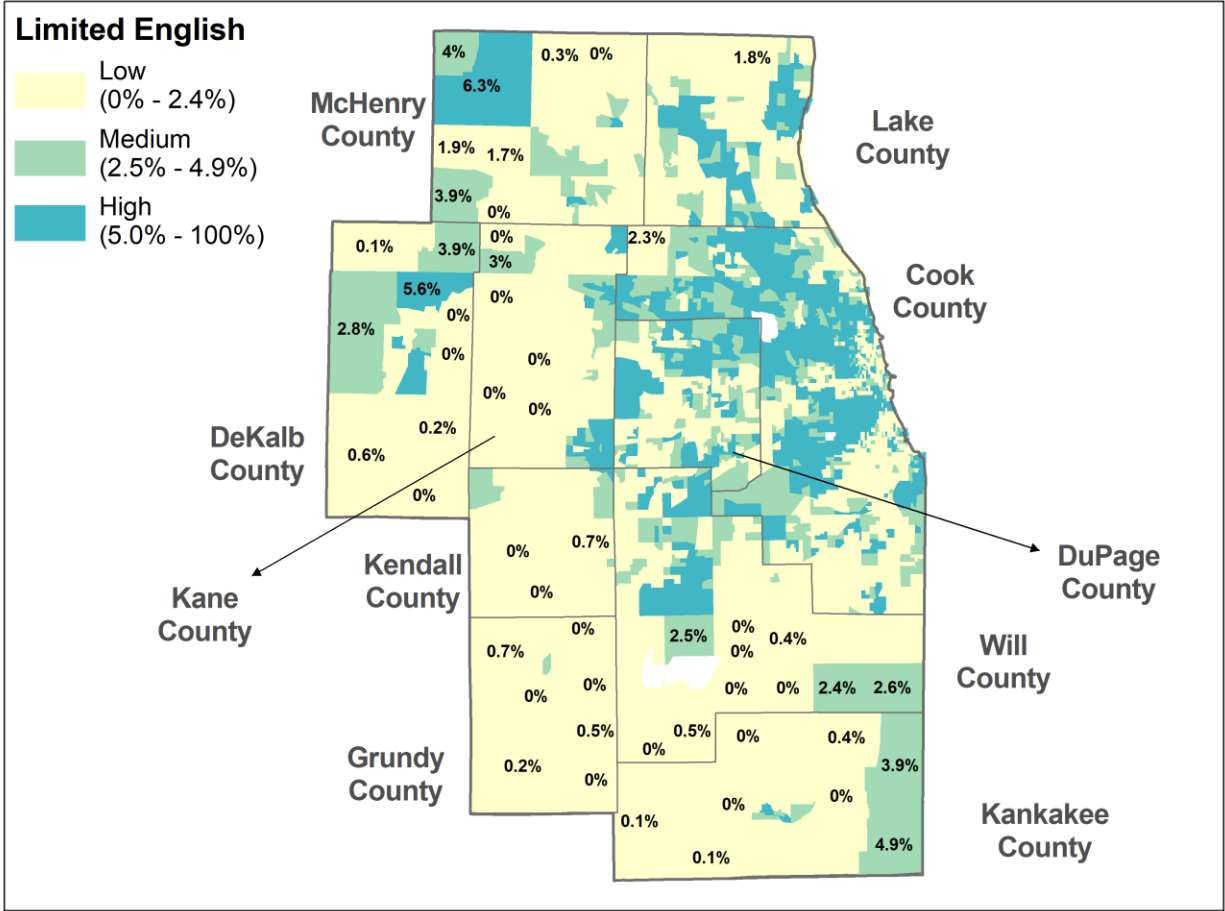 Limited English
Low
(0% - 2.4%)
Medium
(2.5% - 4.9%)
High
(5.0% - 100%)
McHenry
County
4%
0.3%
0%
1.8%
6.3%
Lake
County
1.9%
1.7%
3.9%
0%
0.1%
3.9%
0%
2.3%
3%
Cook
County
5.6%
0%
0%
2.8%
0%
0%
0%
0%
DeKalb
County
0.2%
0.6%
0%
Kendall
County
0%
0.7%
0%
DuPage
County
Kane
County
0.7%
0%
2.5%
0%
0.4%
0%
Will
County
0%
0%
0%
0%
2.4%
2.6%
Grundy
County
0.5%
0.5%
0%
0%
0.4%
0.2%
0%
3.9%
0%
0%
Kankakee
County
0.1%
0.1%
4.9%